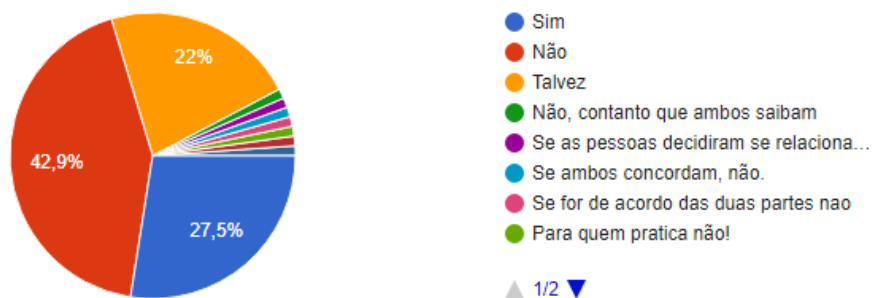 22%
42,9%
27,5%
Sim
Não
Talvez
Não, contanto que ambos saibam
Se as pessoas decidiram se relaciona...
Se ambos concordam, não.
Se for de acordo das duas partes nao
Para quem pratica não!
1/2